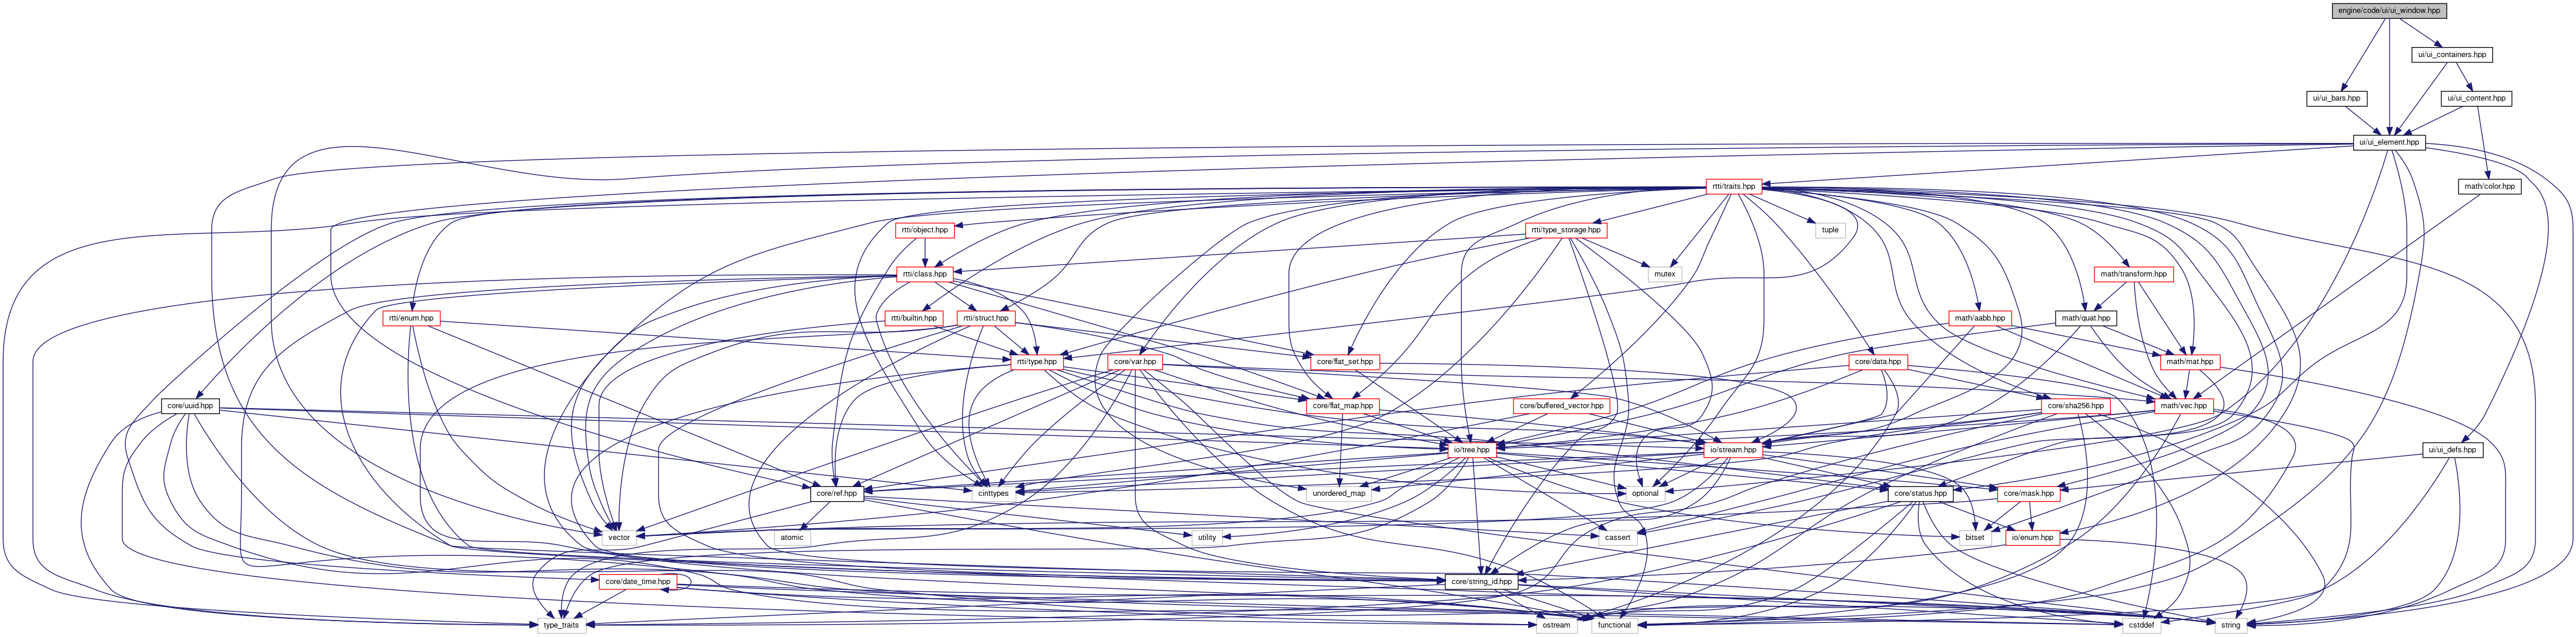 engine/code/ui/ui_window.hpp
ui/ui_containers.hpp
ui/ui_bars.hpp
ui/ui_content.hpp
ui/ui_element.hpp
rtti/traits.hpp
math/color.hpp
rtti/object.hpp
rtti/type_storage.hpp
tuple
rtti/class.hpp
mutex
math/transform.hpp
rtti/enum.hpp
rtti/builtin.hpp
rtti/struct.hpp
math/aabb.hpp
math/quat.hpp
rtti/type.hpp
core/var.hpp
core/flat_set.hpp
core/data.hpp
math/mat.hpp
core/uuid.hpp
core/flat_map.hpp
core/buffered_vector.hpp
core/sha256.hpp
math/vec.hpp
io/tree.hpp
io/stream.hpp
ui/ui_defs.hpp
core/ref.hpp
cinttypes
unordered_map
optional
core/status.hpp
core/mask.hpp
vector
atomic
utility
cassert
bitset
io/enum.hpp
core/date_time.hpp
core/string_id.hpp
type_traits
ostream
functional
cstddef
string